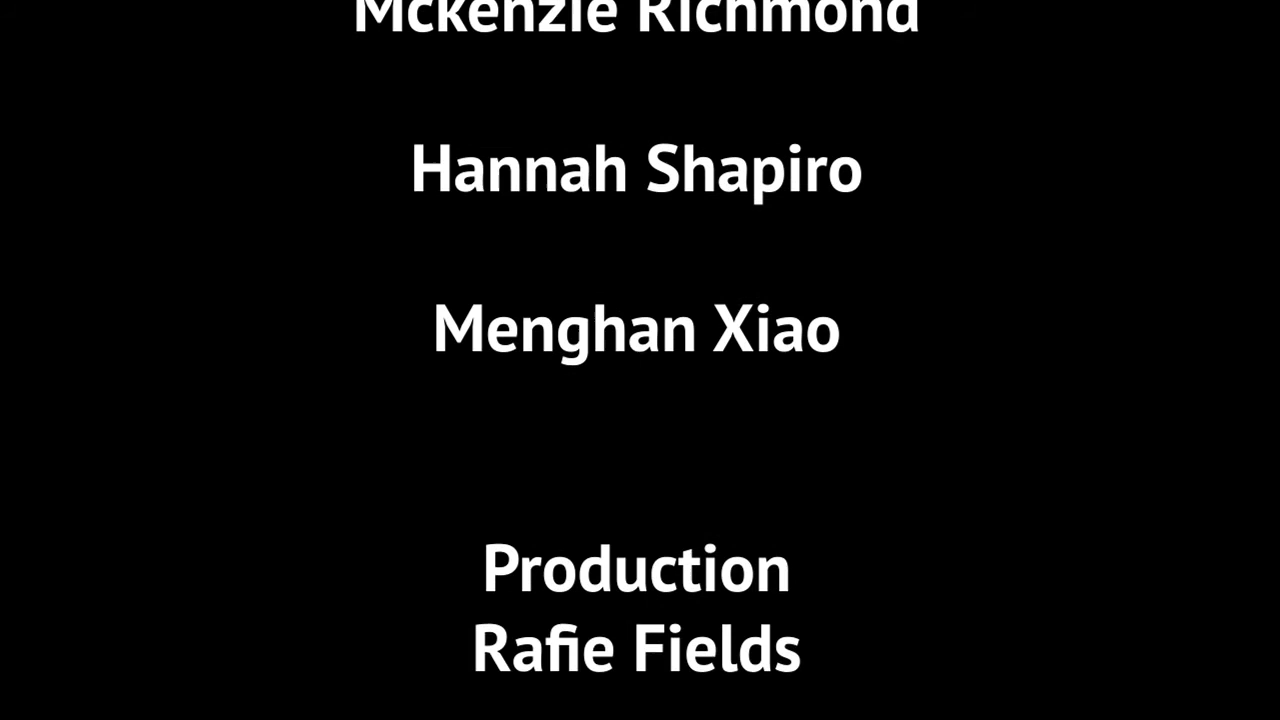 Mckenzie Richmond
Hannah Shapiro
Menghan Xiao
Production
Rafie Fields